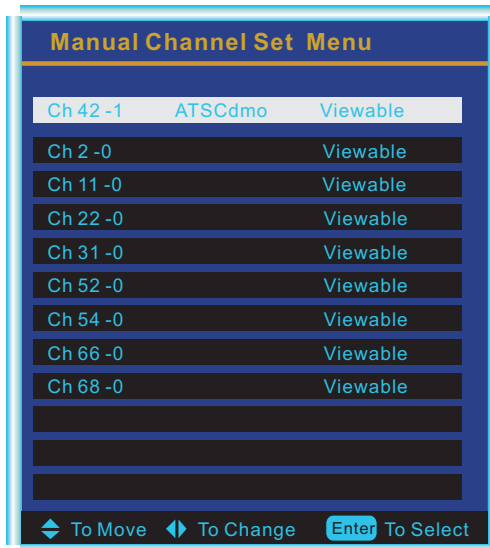 Manual Channel Set Menu
Ch 42 -1 ATSCdmo Viewable
Ch 2 -0 Viewable
Ch 11 -0 Viewable
Ch 22 -0 Viewable
Ch 31 -0 Viewable
Ch 52 -0 Viewable
Ch 54 -0 Viewable
Ch 66 -0 Viewable
Ch 68 -0 Viewable
To Move To Change Enter To Select